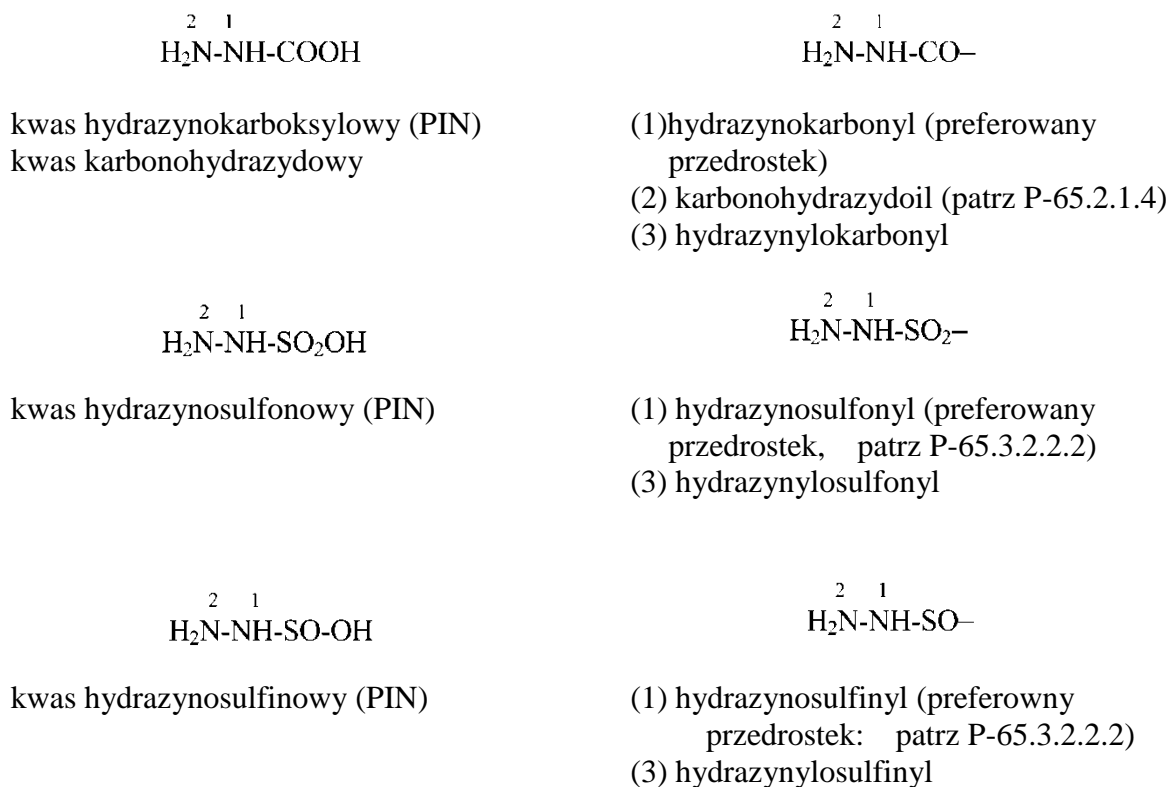 2 1
H₂N-NH-COOH
kwas hydrazynokarboksylowy (PIN)
kwas karbonohydrazydowy
2 1
H₂N-NH-CO–
(1)hydrazynokarbonyl (preferowany
przedrostek)
(2) karbonohydrazydoil (patrz P-65.2.1.4)
(3) hydrazynylokarbonyl
2 1
H₂N-NH-SO₂OH
kwas hydrazynosulfonowy (PIN)
2 1
H₂N-NH-SO₂–
(1) hydrazynosulfonyl (preferowany
przedrostek, patrz P-65.3.2.2.2)
(3) hydrazynylosulfonyl
2 1
H₂N-NH-SO-OH
kwas hydrazynosulfinowy (PIN)
2 1
H₂N-NH-SO–
(1) hydrazynosulfinyl (preferowny
przedrostek: patrz P-65.3.2.2.2)
(3) hydrazynylosulfinyl